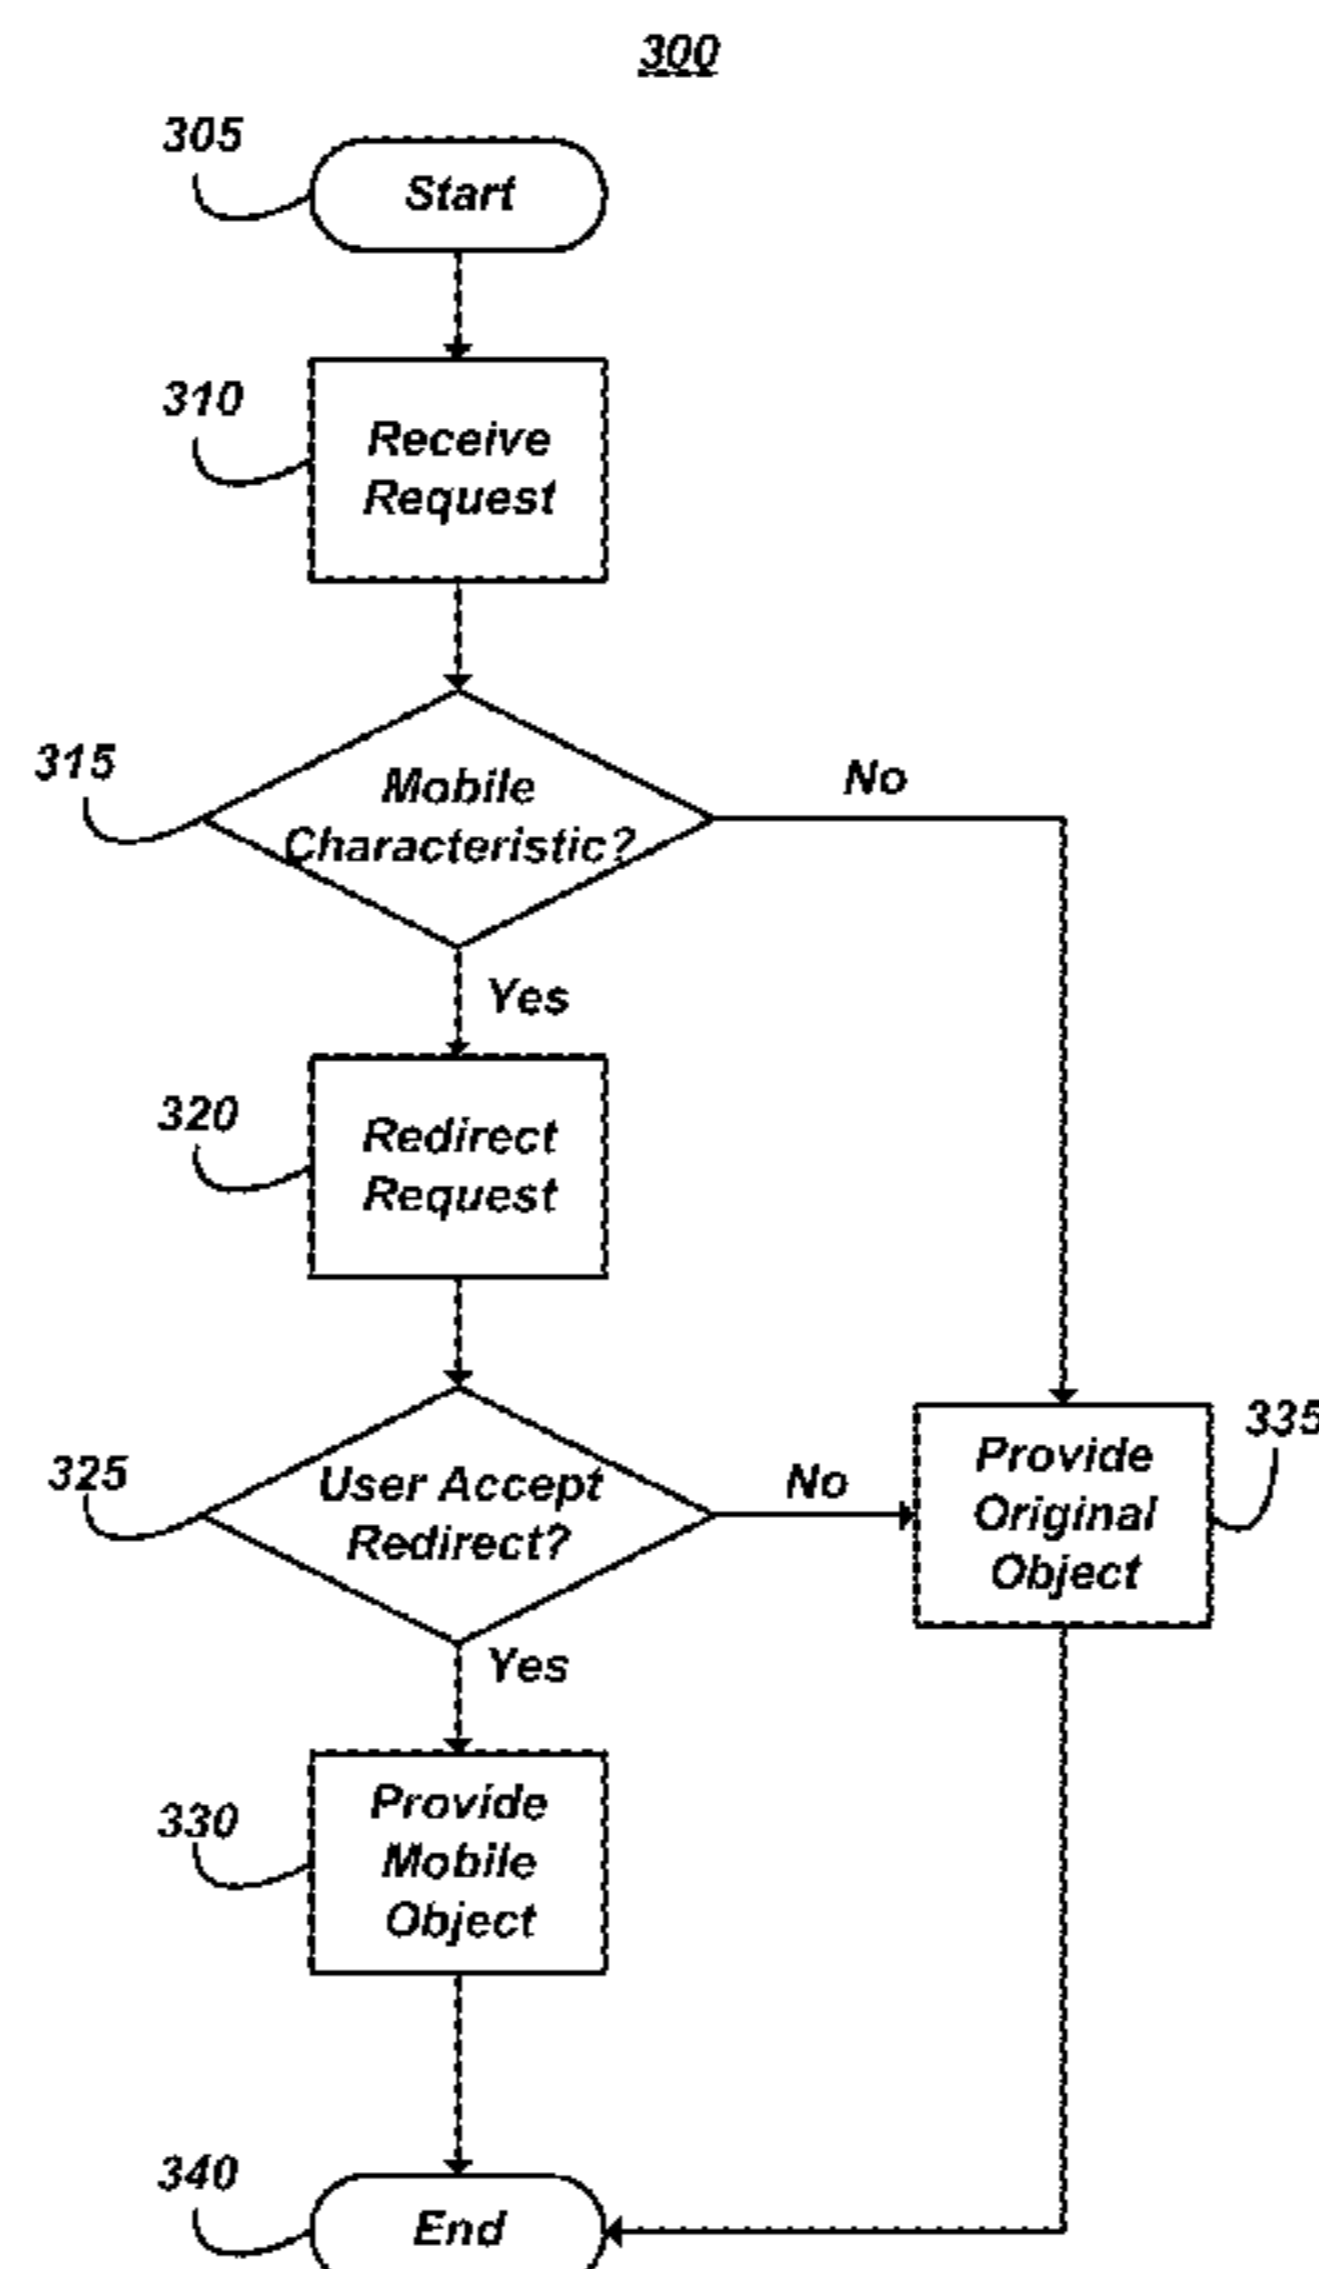 300
305
Start
310
Receive
Request
315
Mobile
Characteristic?
No
Yes
320
Redirect
Request
325
User Accept
Redirect?
No
335
Provide
Original
Object
Yes
330
Provide
Mobile
Object
340
End